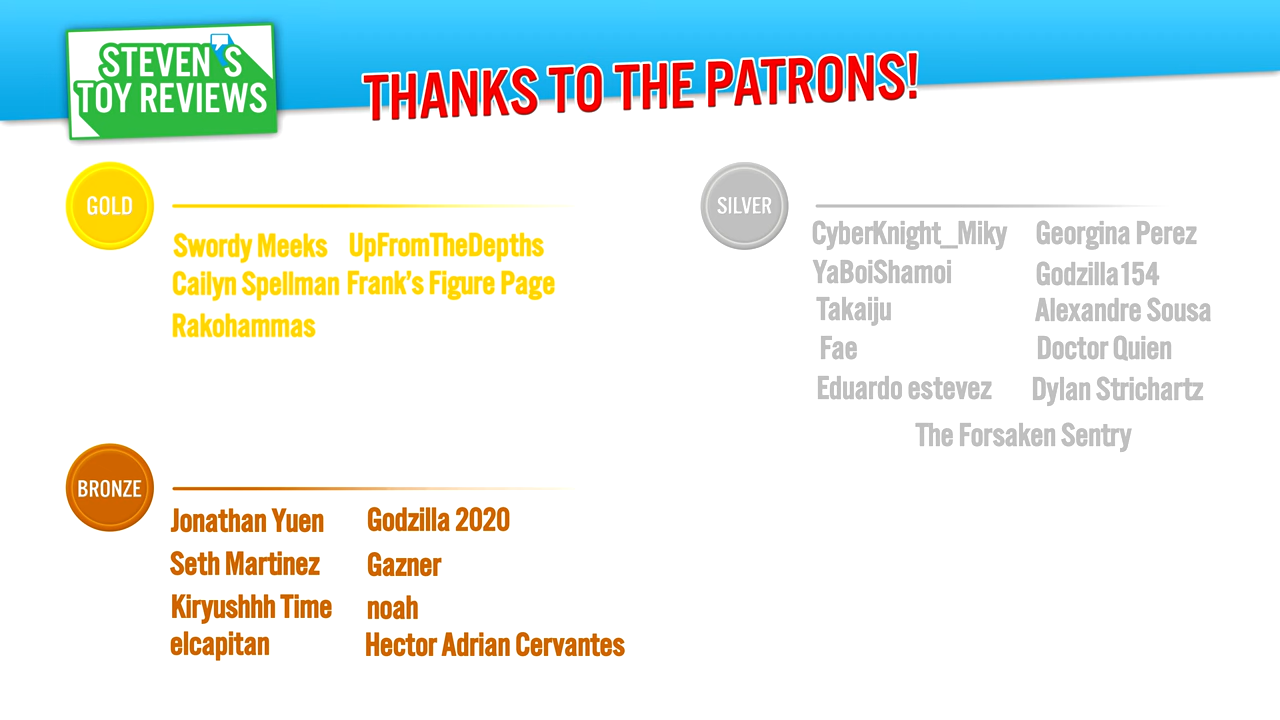 STEVEN'S
TOY REVIEWS
THANKS TO THE PATRONS!
GOLD
Swordy Meeks UpFromTheDepths
Cailyn Spellman Frank's Figure Page
Rakohammas
SILVER
CyberKnight_Miky Georgina Perez
YaBoiShamoi Godzilla154
Takaiju Alexandre Sousa
Fae Doctor Quien
Eduardo estevez Dylan Strichartz
The Forsaken Sentry
BRONZE
Jonathan Yuen Godzilla 2020
Seth Martinez Gazner
Kiryushhh Time noah
elcapitan Hector Adrian Cervantes